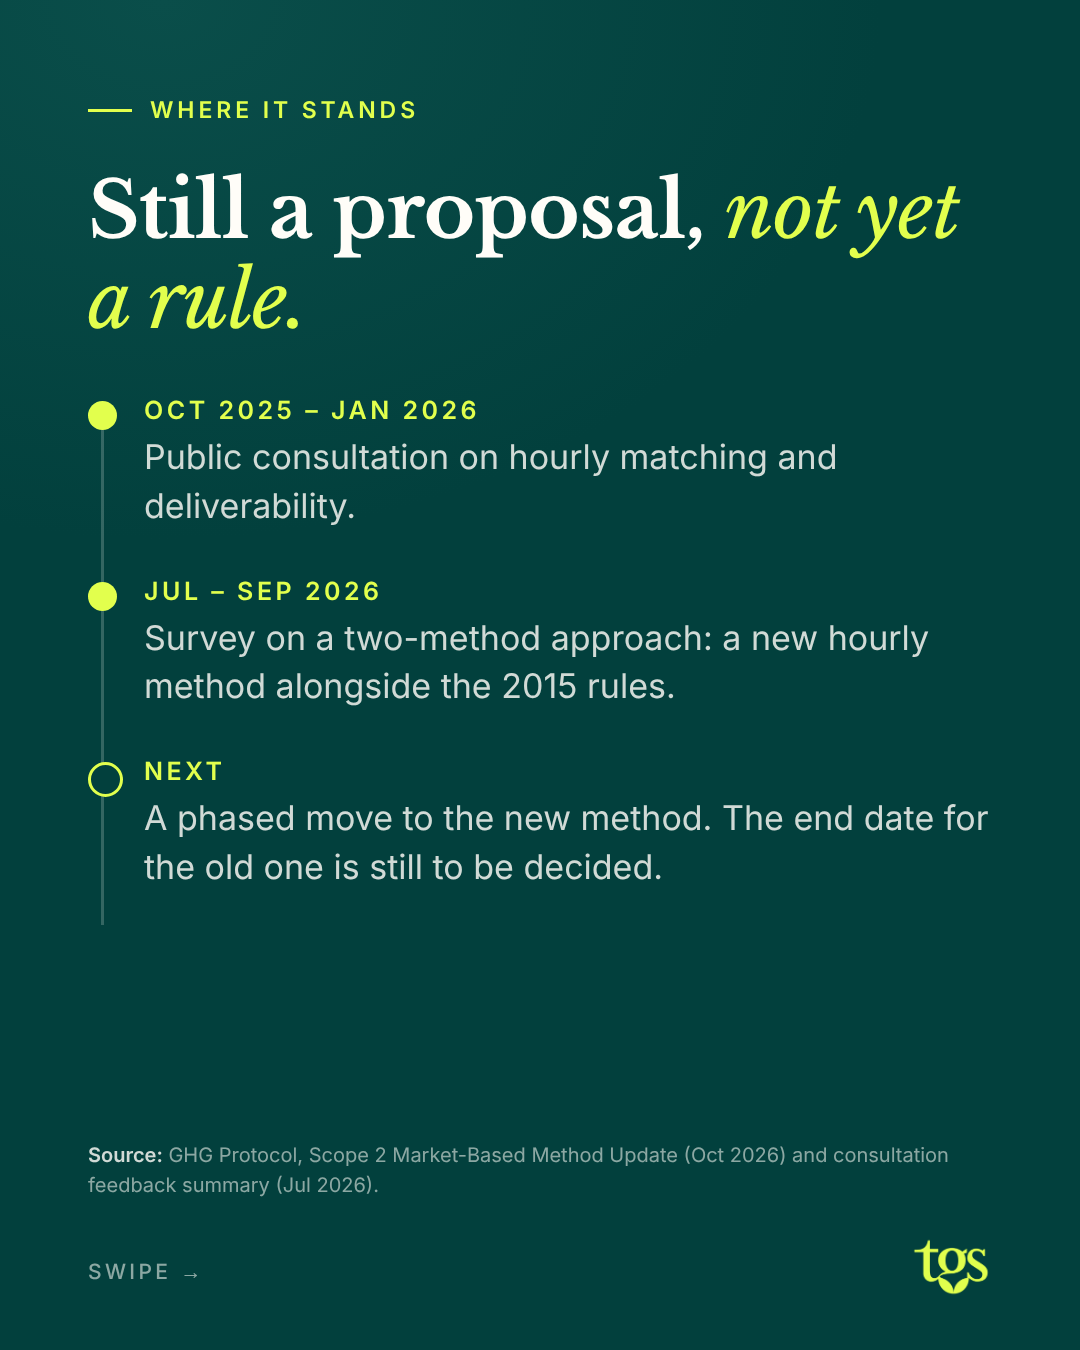 WHERE IT STANDS
Still a proposal, not yet
a rule.
OCT 2025 – JAN 2026
Public consultation on hourly matching and
deliverability.
JUL – SEP 2026
Survey on a two-method approach: a new hourly
method alongside the 2015 rules.
NEXT
A phased move to the new method. The end date for
the old one is still to be decided.
Source: GHG Protocol, Scope 2 Market-Based Method Update (Oct 2026) and consultation
feedback summary (Jul 2026).
SWIPE →
tgs